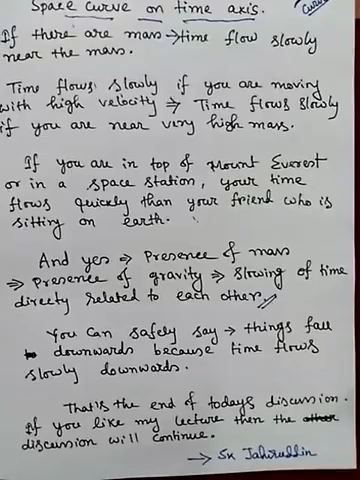 Space curve on time axis.
If there are mass → time flow slowly
near the mass.
Time flows slowly if you are moving
with high velocity ⇒ Time flows slowly
if you are near very high mass.
If you are in top of Mount Everest
or in a space station, your time
flows quickly than your friend who is
sitting on earth.
And yes ⇒ Presence of mass
⇒ presence of gravity ⇒ slowing of time
directly related to each other.
You can safely say → things fall
downwards because time flows
slowly downwards.
That's the end of todays discussion.
If you like my lecture then the other
discussion will continue.
→ Sk Jahiruddin